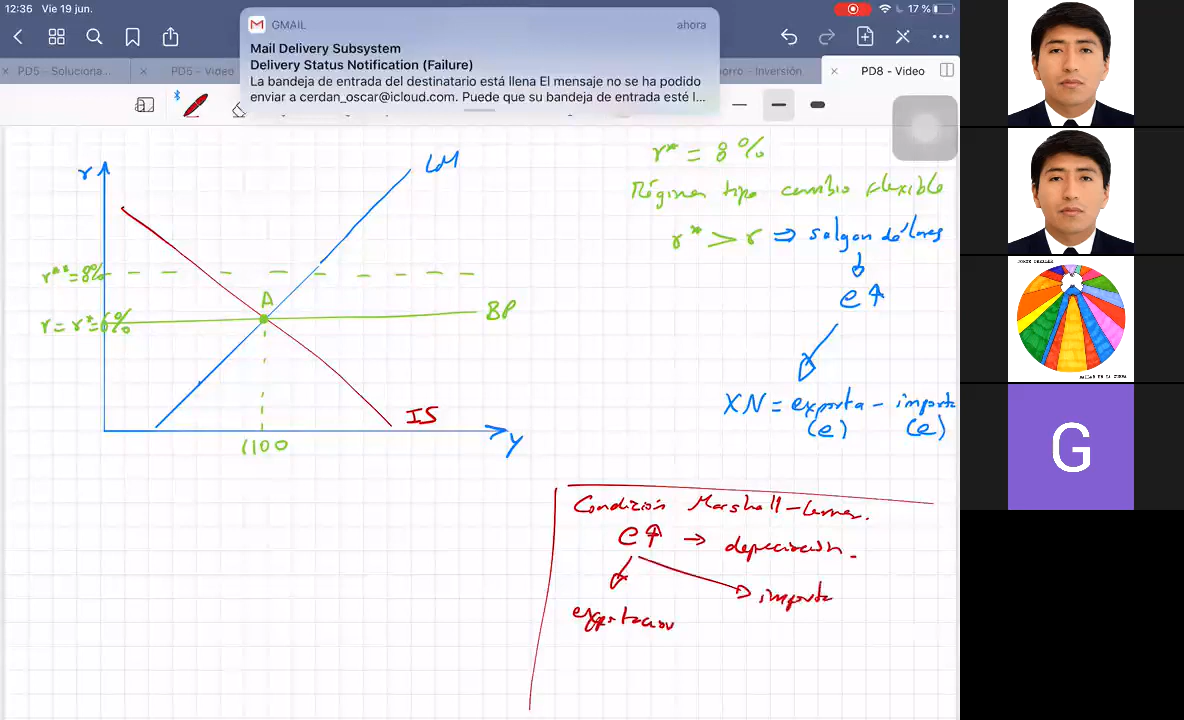 12:36 Vie 19 jun.
17 %
GMAIL
ahora
Mail Delivery Subsystem
Delivery Status Notification (Failure)
La bandeja de entrada del destinatario está llena El mensaje no se ha podido
enviar a cerdan_oscar@icloud.com. Puede que su bandeja de entrada esté l...
PD5 - Soluciona...
PD5 - Video
orro - Inversión
PD8 - Video
r
LM
r* = 8%
Régimen tipo cambio flexible
r* > r ⇒ salgan dólares
e ↑
r** = 8%
A
BP
r = r* = 6%
XN = exporta - importa
(e) (e)
IS
1100
y
Condición Marshall - Lerner.
e ↑ → depreciación.
importa
exportacion
G